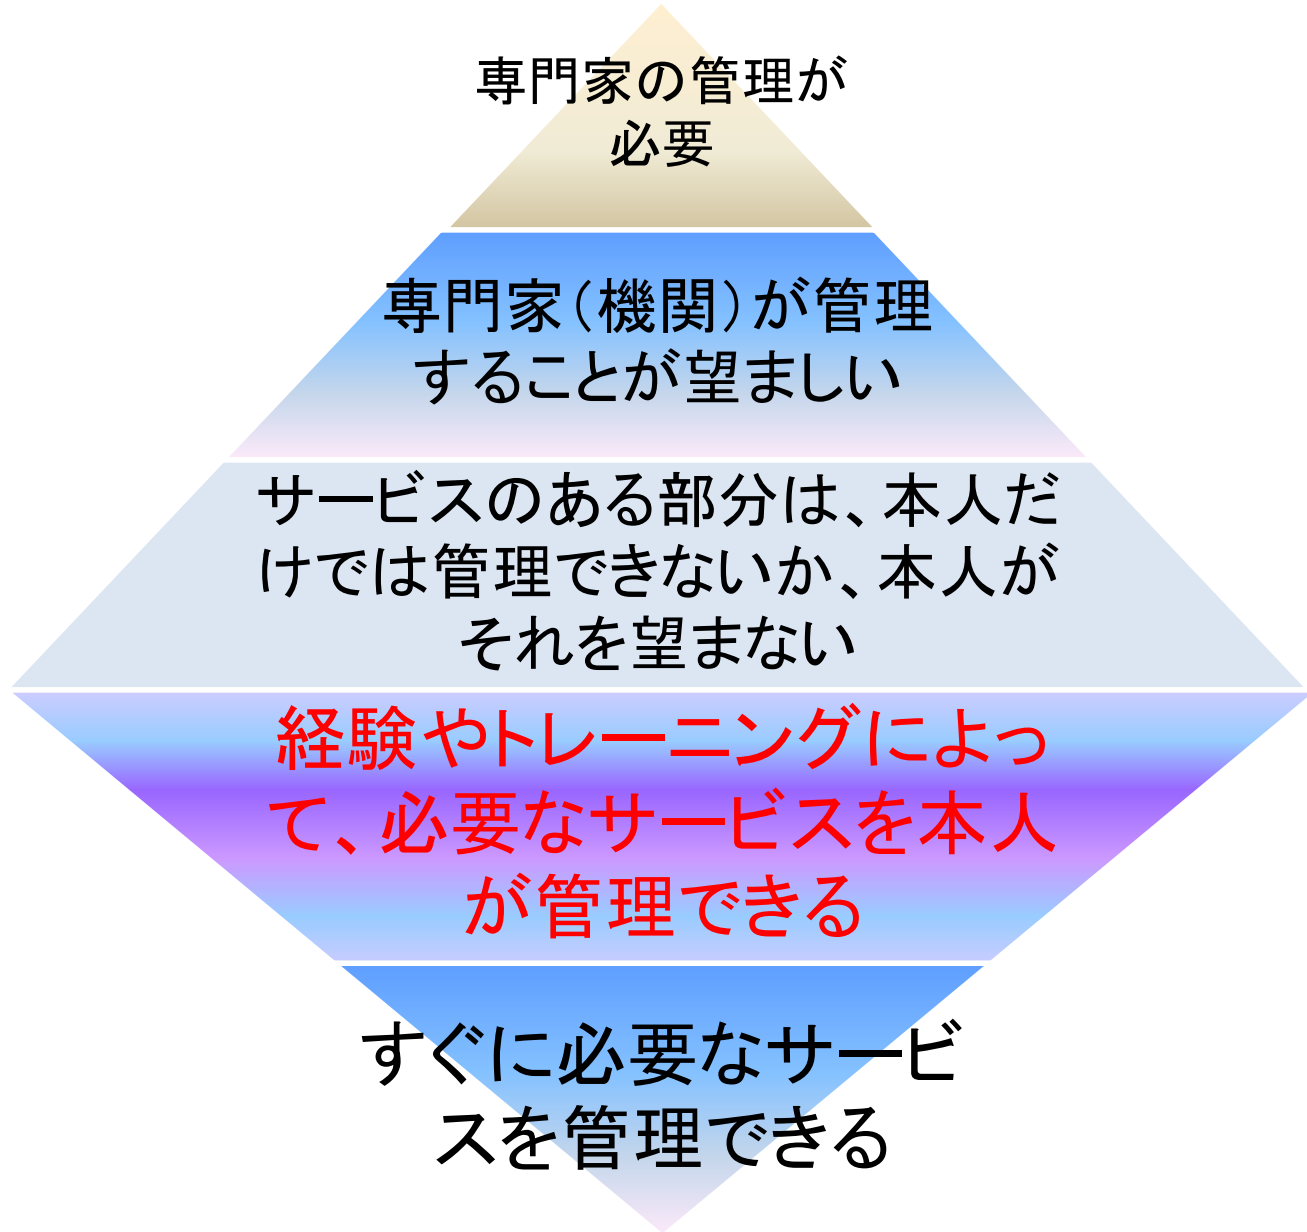 専門家の管理が
必要
専門家（機関）が管理
することが望ましい
サービスのある部分は、本人だ
けでは管理できないか、本人が
それを望まない
経験やトレーニングによっ
て、必要なサービスを本人
が管理できる
すぐに必要なサービ
スを管理できる